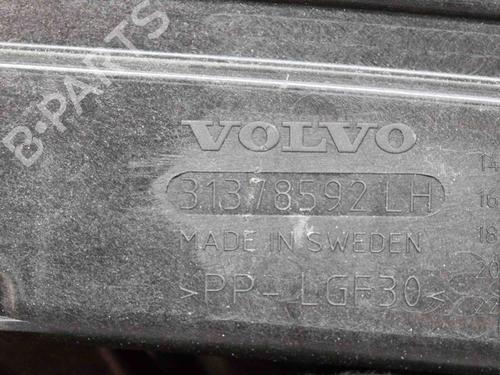 B-PARTS
VOLVO
31378592 LH
MADE IN SWEDEN
>PP-LGF30<
14
16
18
20